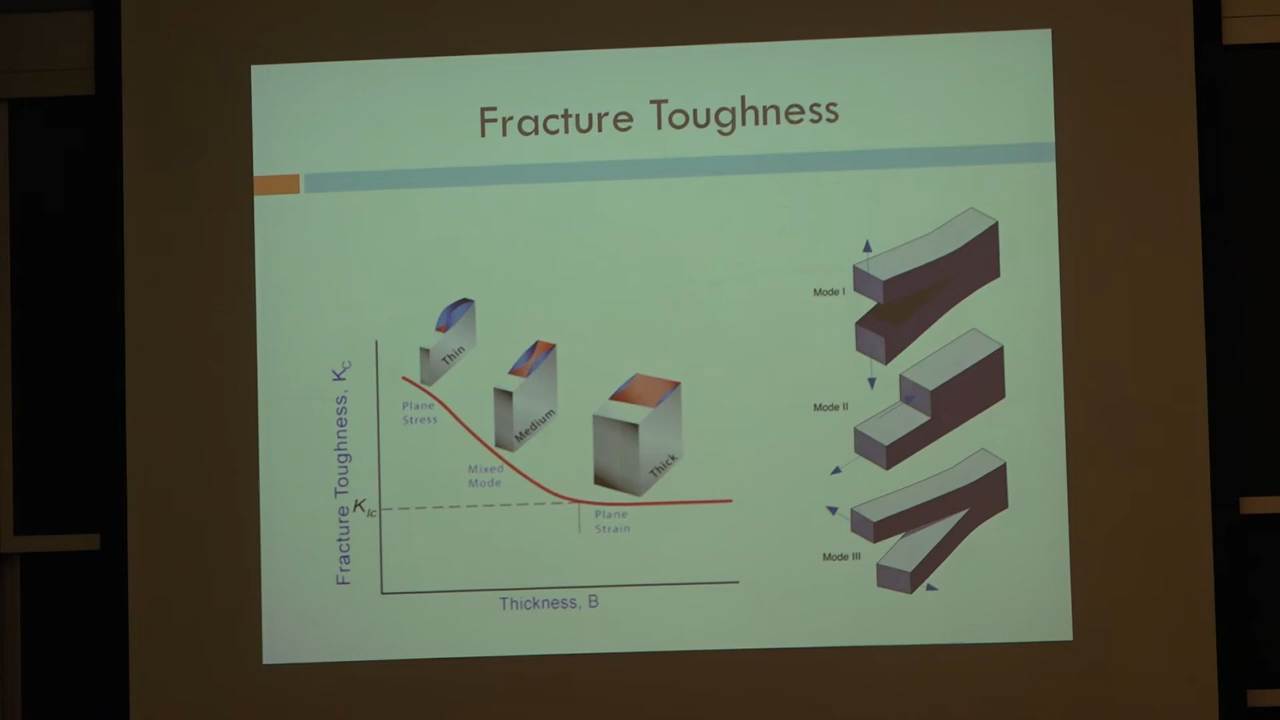 Fracture Toughness
Fracture Toughness, KC
Thin
Medium
Thick
Plane
Stress
Mixed
Mode
KIc
Plane
Strain
Thickness, B
Mode I
Mode II
Mode III